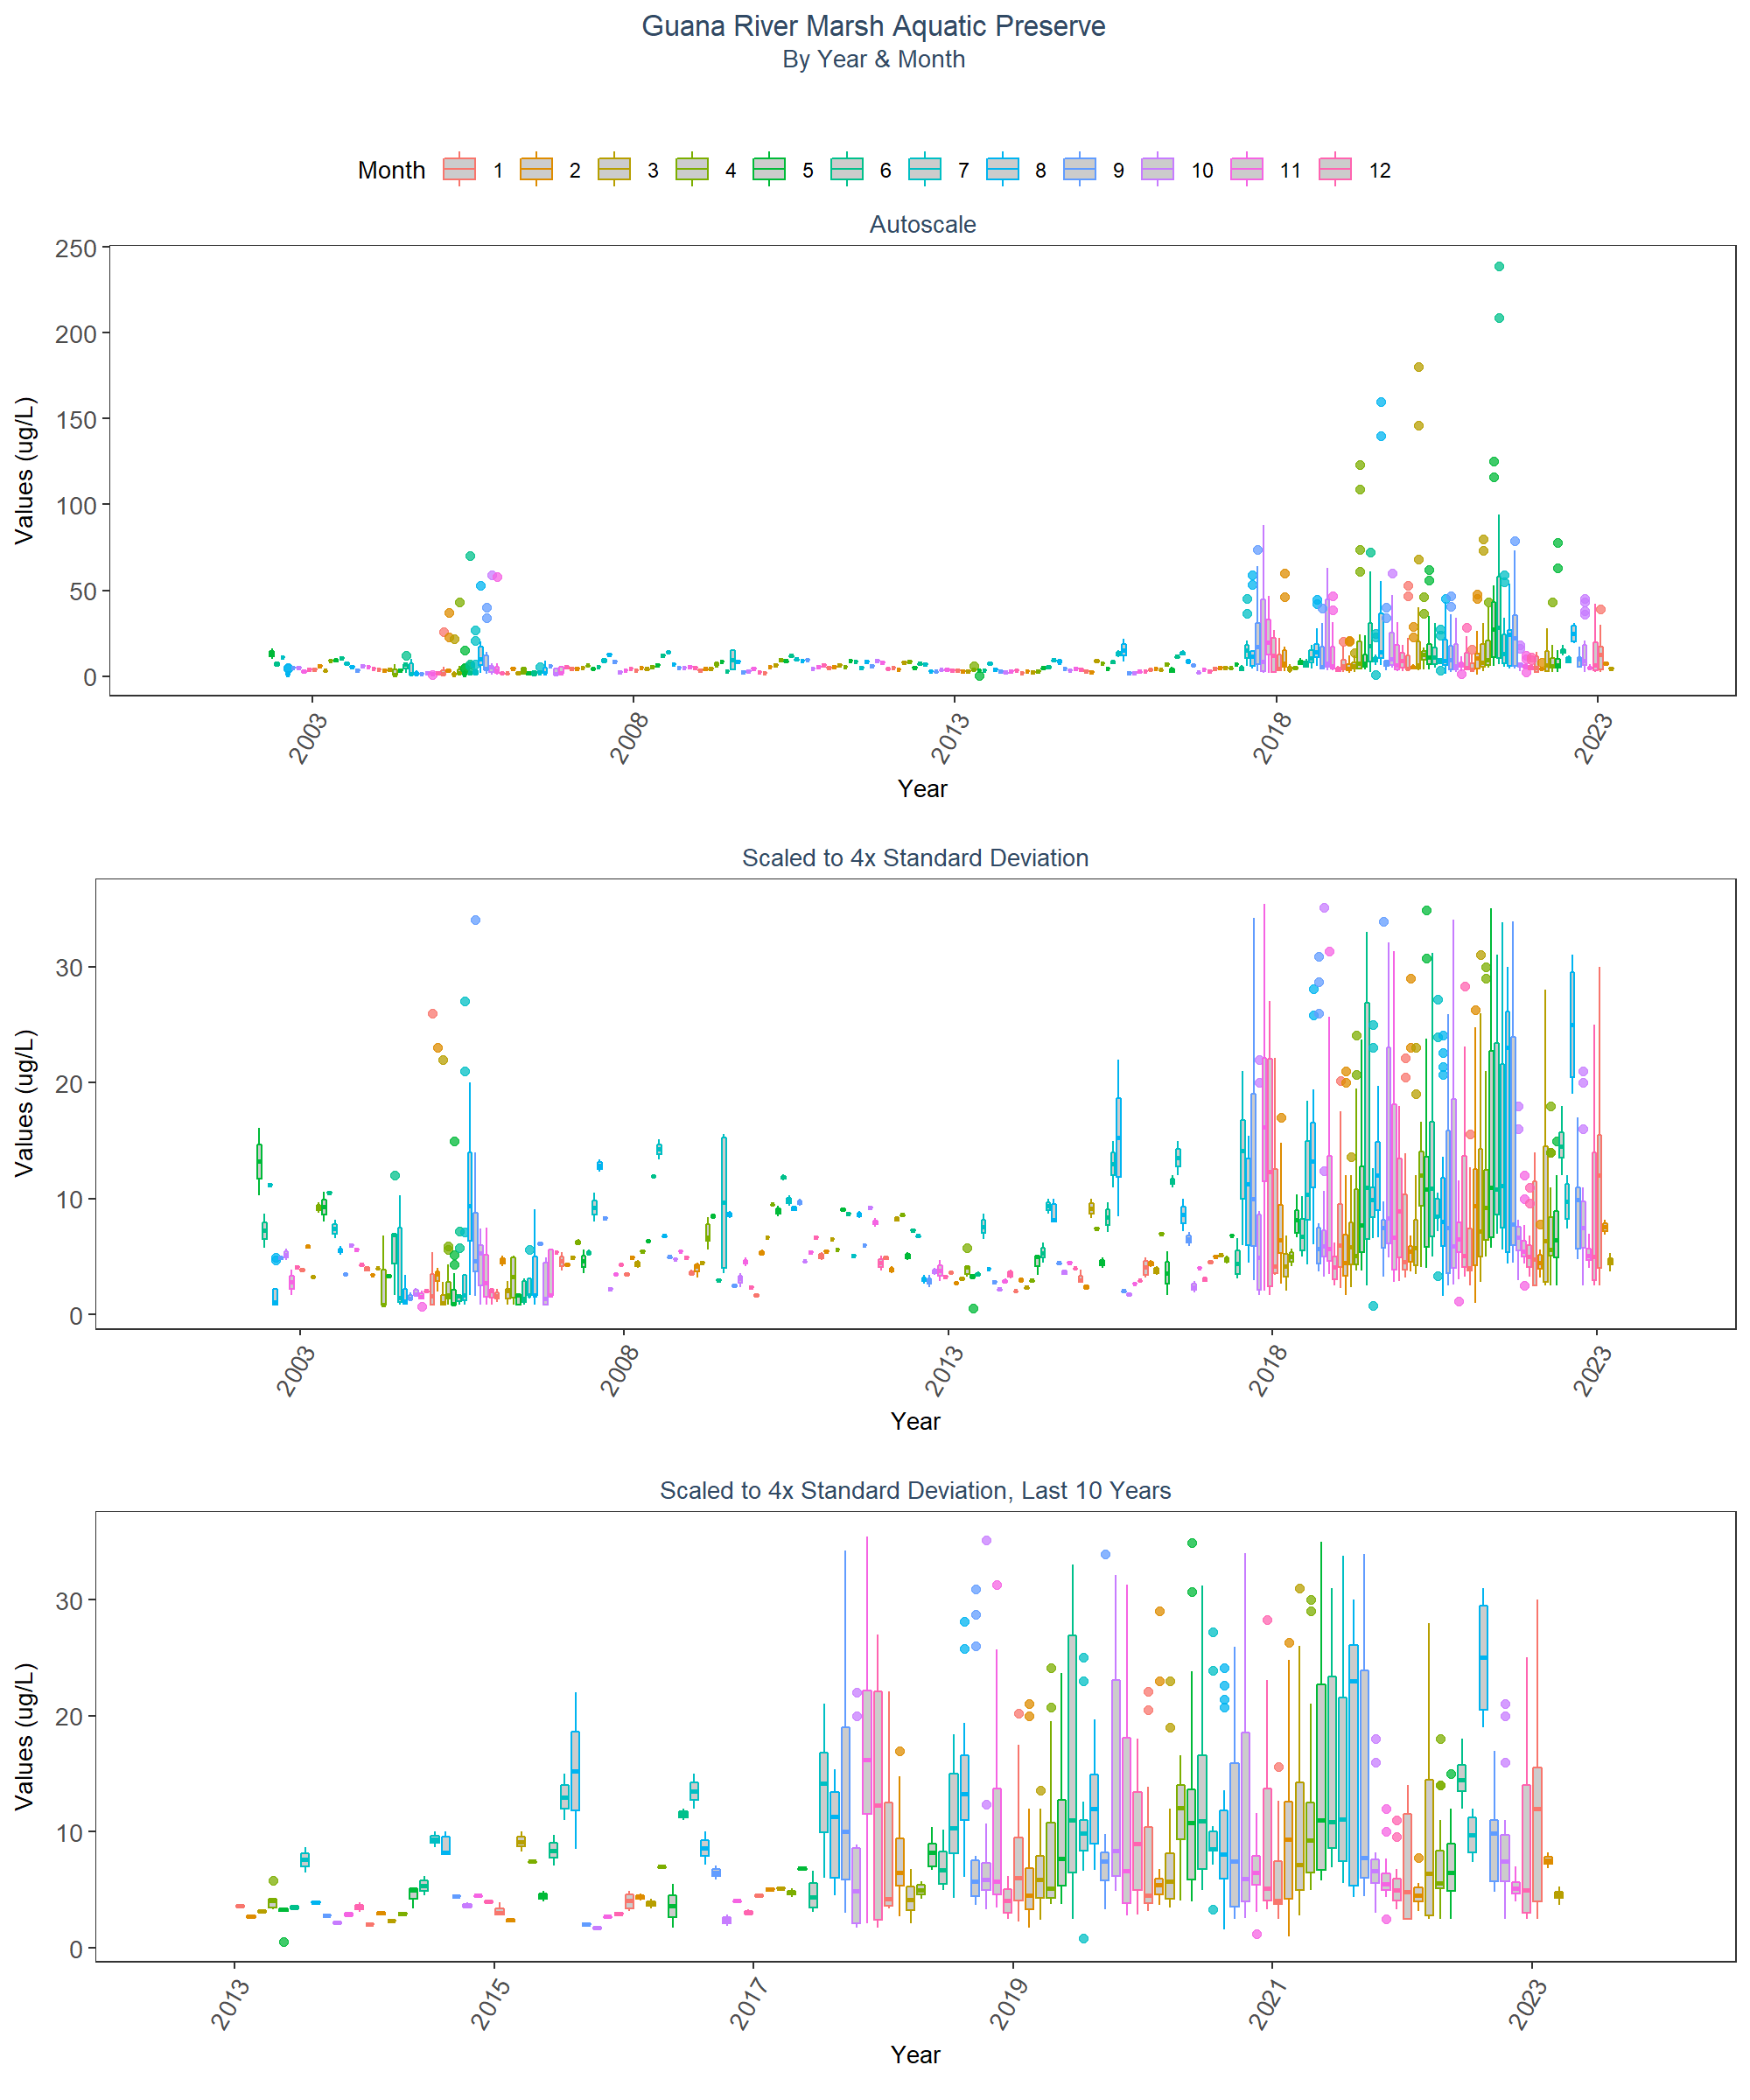 Guana River Marsh Aquatic Preserve
By Year & Month
Month 1 2 3 4 5 6 7 8 9 10 11 12
Autoscale
Values (ug/L)
250
200
150
100
50
0
2003 2008 2013 2018 2023
Year
Scaled to 4x Standard Deviation
Values (ug/L)
30
20
10
0
2003 2008 2013 2018 2023
Year
Scaled to 4x Standard Deviation, Last 10 Years
Values (ug/L)
30
20
10
0
2013 2015 2017 2019 2021 2023
Year